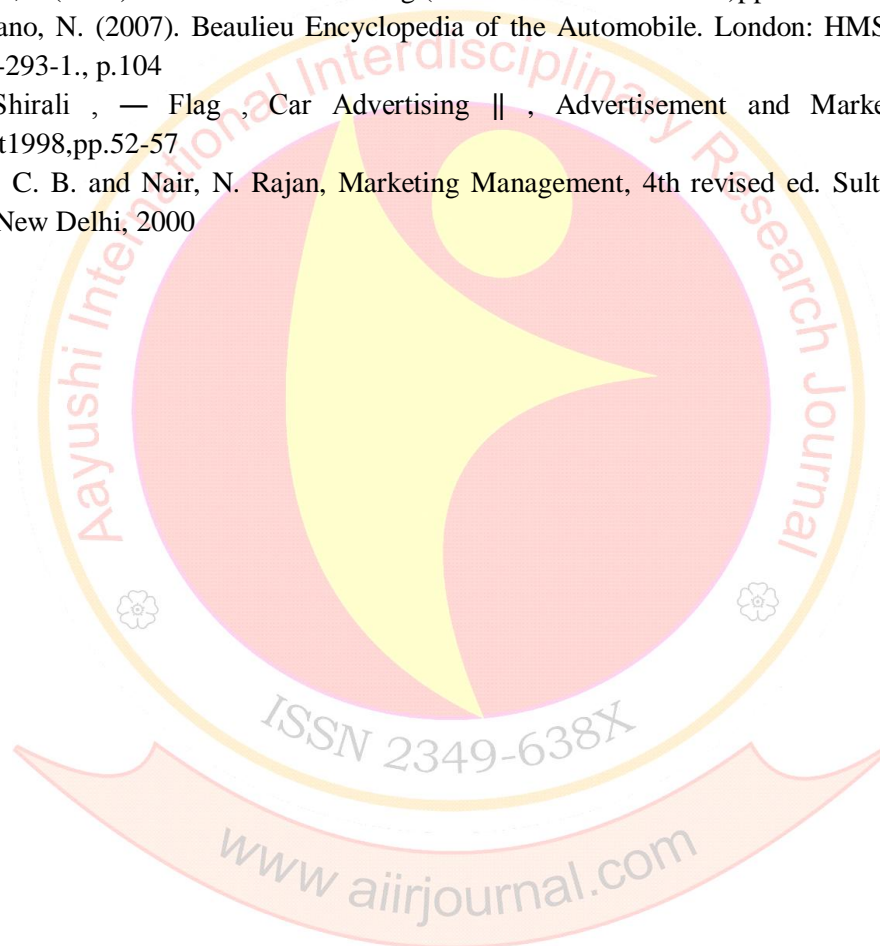 ano, N. (2007). Beaulieu Encyclopedia of the Automobile. London: HMS
-293-1., p.104
Shirali , — Flag , Car Advertising || , Advertisement and Marke
t1998,pp.52-57
C. B. and Nair, N. Rajan, Marketing Management, 4th revised ed. Sult
New Delhi, 2000
Aayushi International Interdisciplinary Research Journal
ISSN 2349-638X
www aiirjournal.com